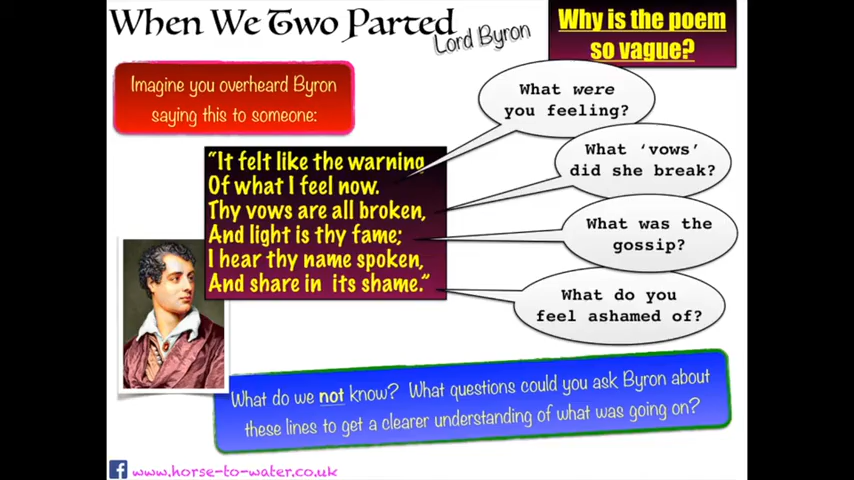 When We Two Parted
Lord Byron
Why is the poem
so vague?
Imagine you overheard Byron
saying this to someone:
"It felt like the warning
Of what I feel now.
Thy vows are all broken,
And light is thy fame;
I hear thy name spoken,
And share in its shame."
What were
you feeling?
What ‘vows’
did she break?
What was the
gossip?
What do you
feel ashamed of?
What do we not know? What questions could you ask Byron about
these lines to get a clearer understanding of what was going on?
www.horse-to-water.co.uk